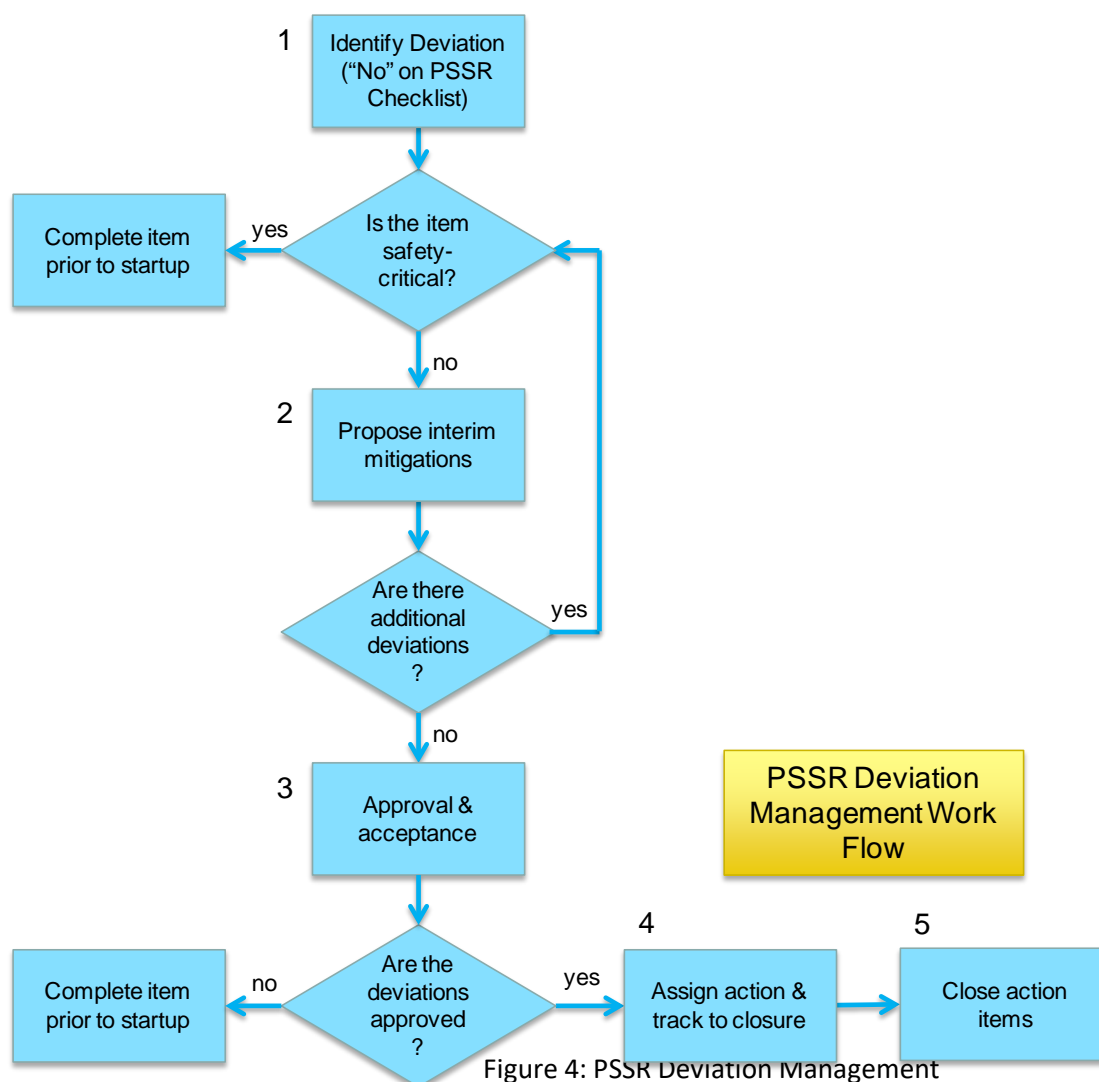 1
Identify Deviation
(“No” on PSSR
Checklist)
Is the item
safety-
critical?
yes
Complete item
prior to startup
no
2
Propose interim
mitigations
Are there
additional
deviations
?
yes
no
3
Approval &
acceptance
PSSR Deviation
Management Work
Flow
Are the
deviations
approved
?
no
Complete item
prior to startup
yes
4
Assign action &
track to closure
5
Close action
items
Figure 4: PSSR Deviation Management